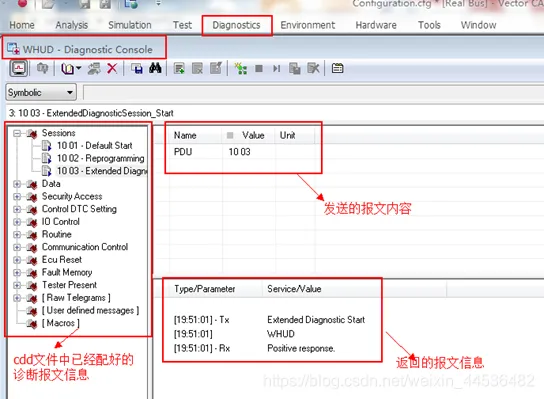 Configuration.cfg * [Real Bus] - Vector CA
Home Analysis Simulation Test Diagnostics Environment Hardware Tools Window
WHUD - Diagnostic Console
Symbolic
3: 10 03 - ExtendedDiagnosticSession_Start
Sessions
10 01 - Default Start
10 02 - Reprogramming
10 03 - Extended Diagne
Data
Security Access
Control DTC Setting
IO Control
Routine
Communication Control
Ecu Reset
Fault Memory
Tester Present
[ Raw Telegrams ]
[ User defined messages ]
[ Macros ]
Name Value Unit
PDU 10 03
发送的报文内容
Type/Parameter Service/Value
[19:51:01] - Tx Extended Diagnostic Start
[19:51:01] WHUD
[19:51:01] - Rx Positive response.
cdd文件中已经配好的
诊断报文信息
返回的报文信息
https://blog.csdn.net/weixin_44536482